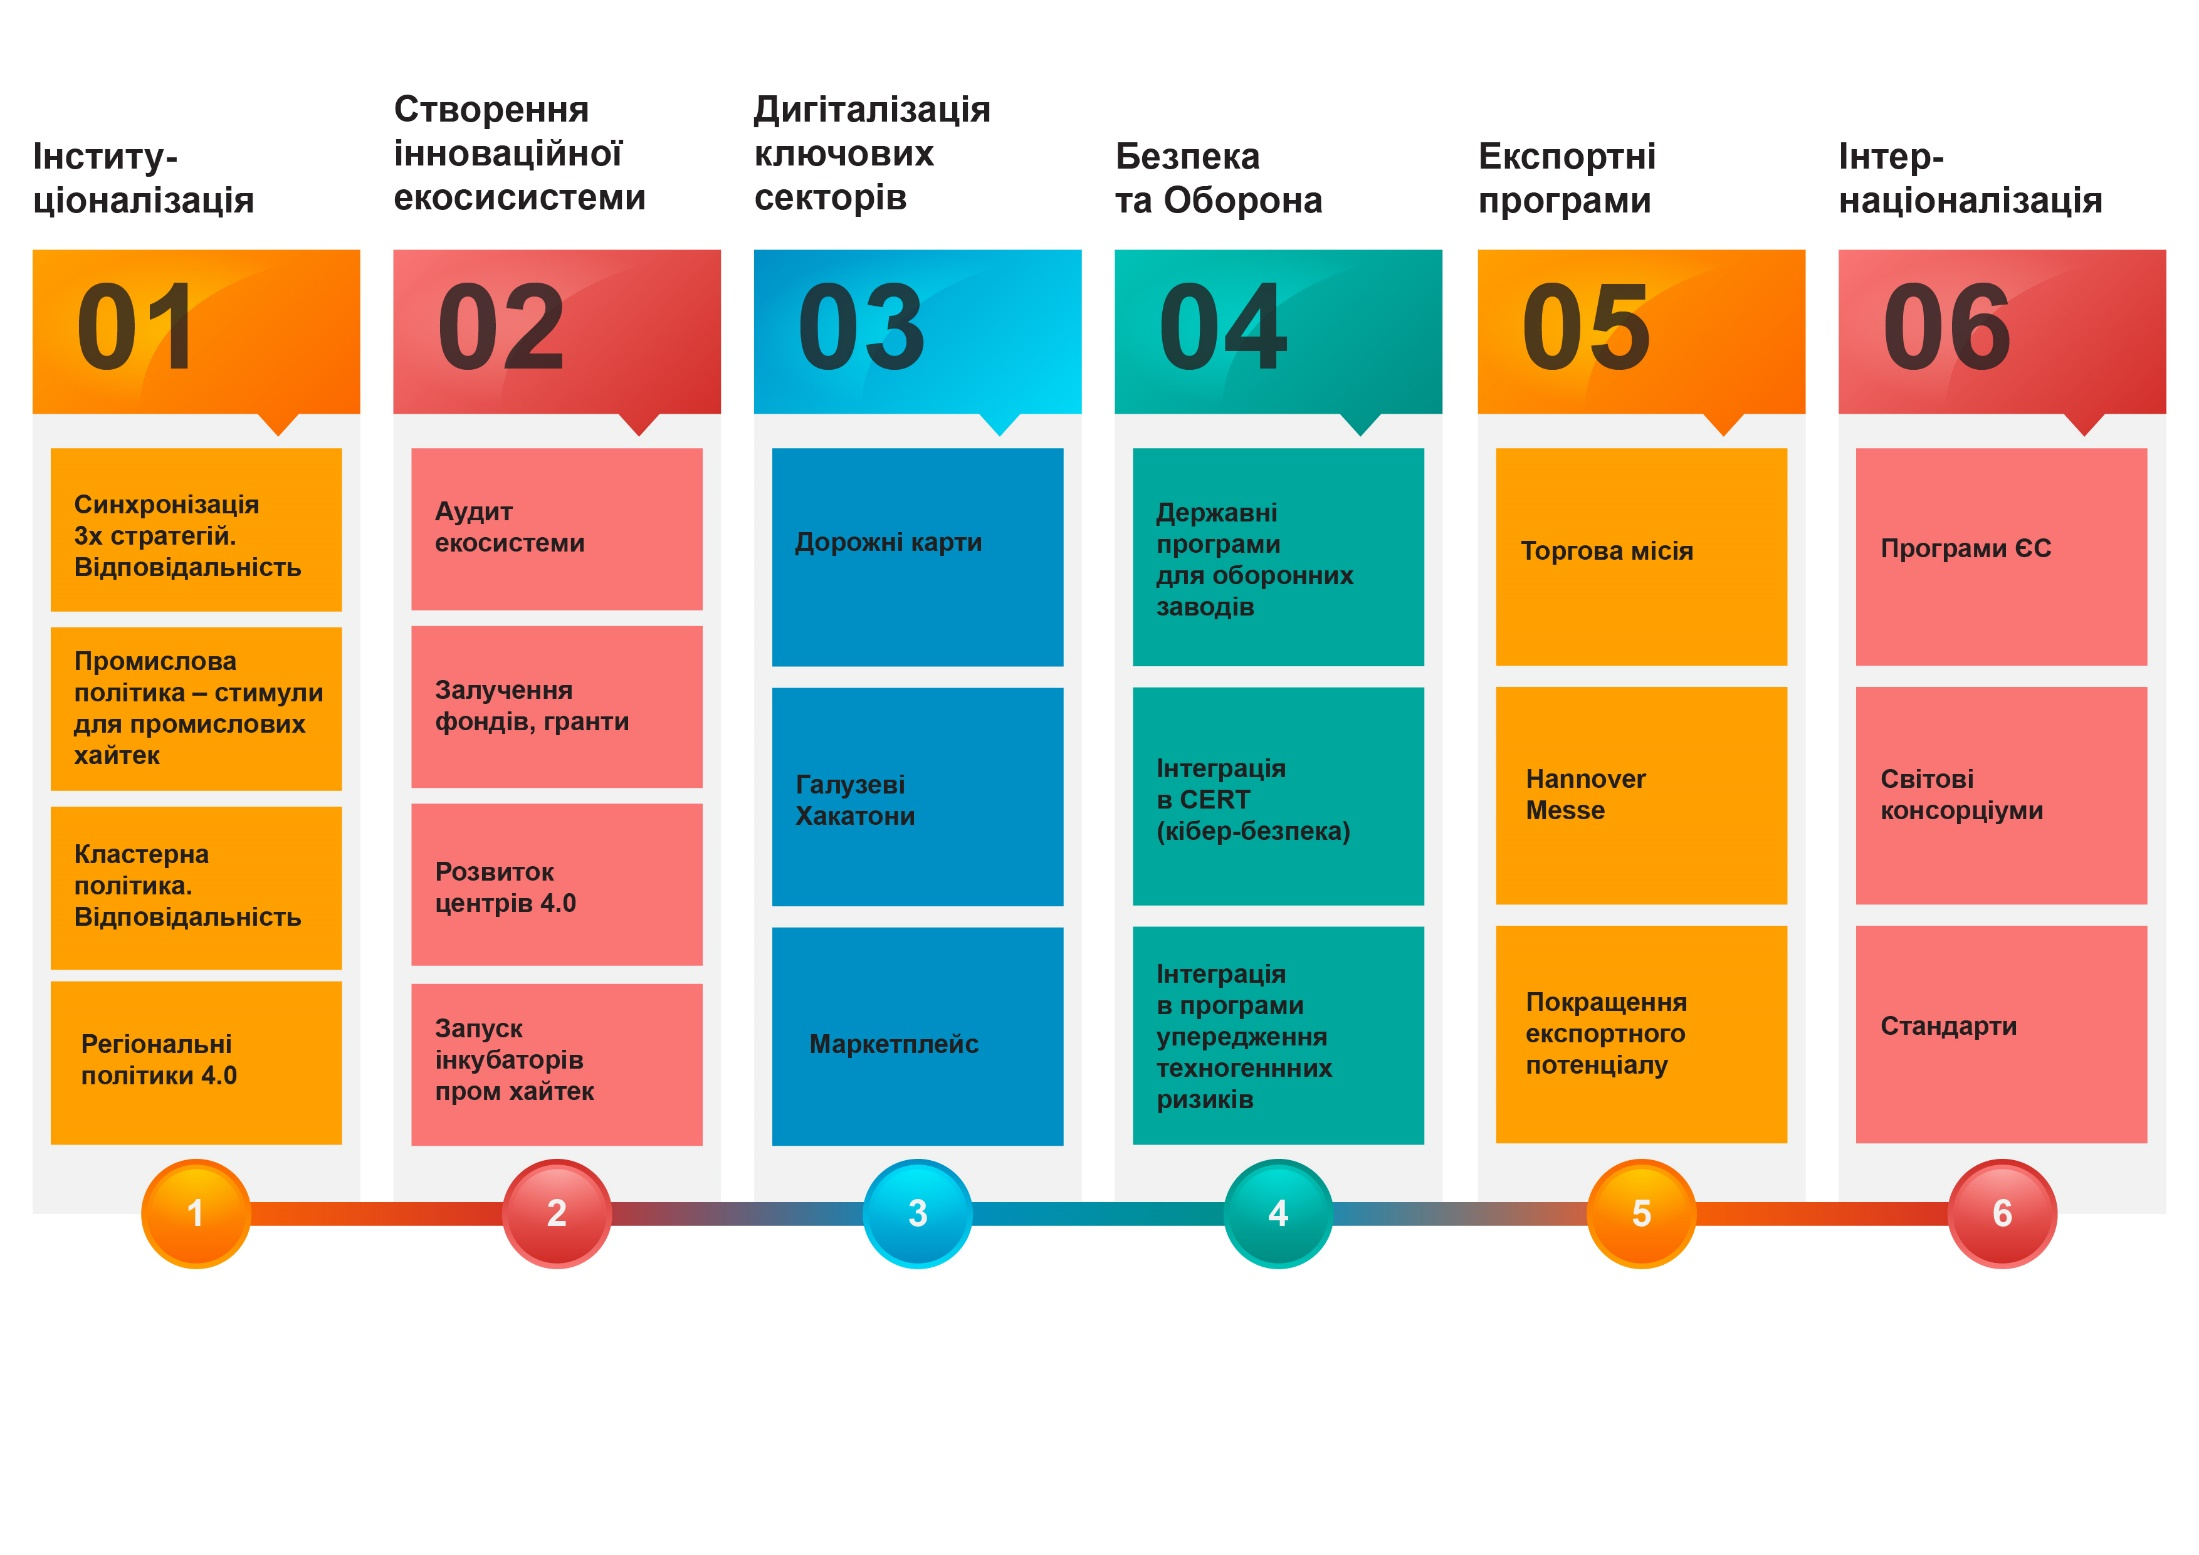 Інститу-
ціоналізація
01
Синхронізація
3х стратегій.
Відповідальність
Промислова
політика – стимули
для промислових
хайтек
Кластерна
політика.
Відповідальність
Регіональні
політики 4.0
1
Створення
інноваційної
екосисистеми
02
Аудит
екосистеми
Залучення
фондів, гранти
Розвиток
центрів 4.0
Запуск
інкубаторів
пром хайтек
2
Дигіталізація
ключових
секторів
03
Дорожні карти
Галузеві
Хакатони
Маркетплейс
3
Безпека
та Оборона
04
Державні
програми
для оборонних
заводів
Інтеграція
в CERT
(кібер-безпека)
Інтеграція
в програми
упередження
техногеннних
ризиків
4
Експортні
програми
05
Торгова місія
Hannover
Messe
Покращення
експортного
потенціалу
5
Інтер-
націоналізація
06
Програми ЄС
Світові
консорціуми
Стандарти
6